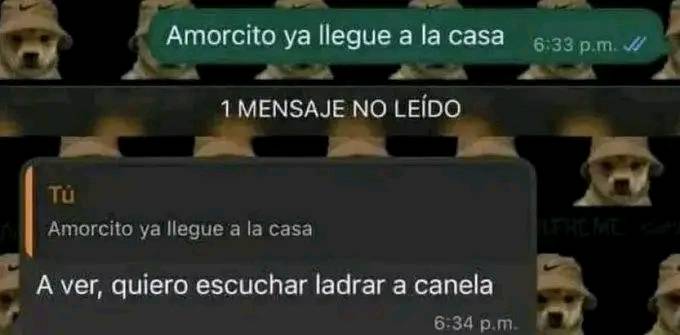 Amorcito ya llegue a la casa
6:33 p.m.
1 MENSAJE NO LEÍDO
Tú
Amorcito ya llegue a la casa
A ver, quiero escuchar ladrar a canela
6:34 p.m.